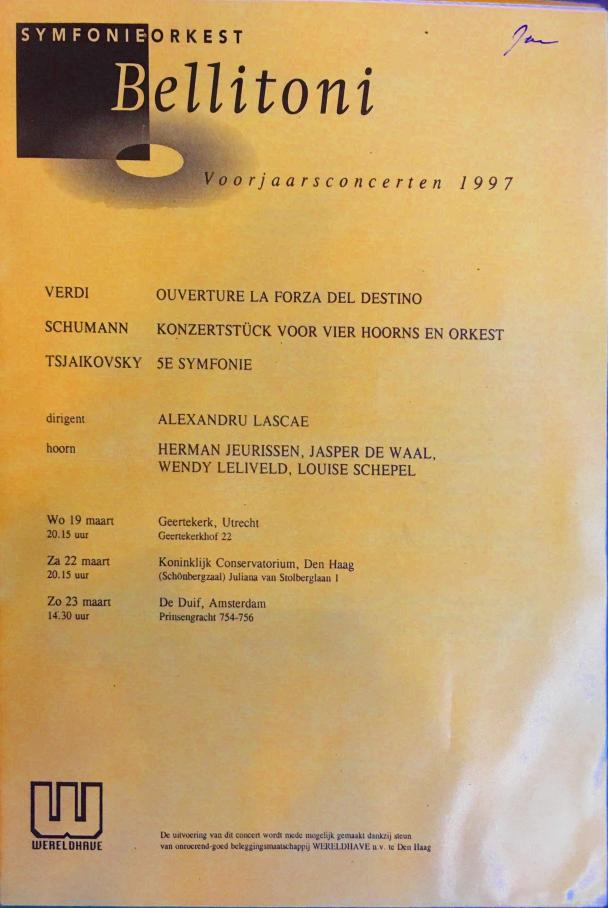 SYMFONIEORKEST
Jan
Bellitoni
Voorjaarsconcerten 1997
VERDI OUVERTURE LA FORZA DEL DESTINO
SCHUMANN KONZERTSTÜCK VOOR VIER HOORNS EN ORKEST
TSJAIKOVSKY 5E SYMFONIE
dirigent ALEXANDRU LASCAE
hoorn HERMAN JEURISSEN, JASPER DE WAAL,
WENDY LELIVELD, LOUISE SCHEPEL
Wo 19 maart Geertekerk, Utrecht
20.15 uur Geertekerkhof 22
Za 22 maart Koninklijk Conservatorium, Den Haag
20.15 uur (Schönbergzaal) Juliana van Stolberglaan 1
Zo 23 maart De Duif, Amsterdam
14.30 uur Prinsengracht 754-756
W
WERELDHAVE
De uitvoering van dit concert wordt mede mogelijk gemaakt dankzij steun
van onroerend-goed beleggingsmaatschappij WERELDHAVE n.v. te Den Haag